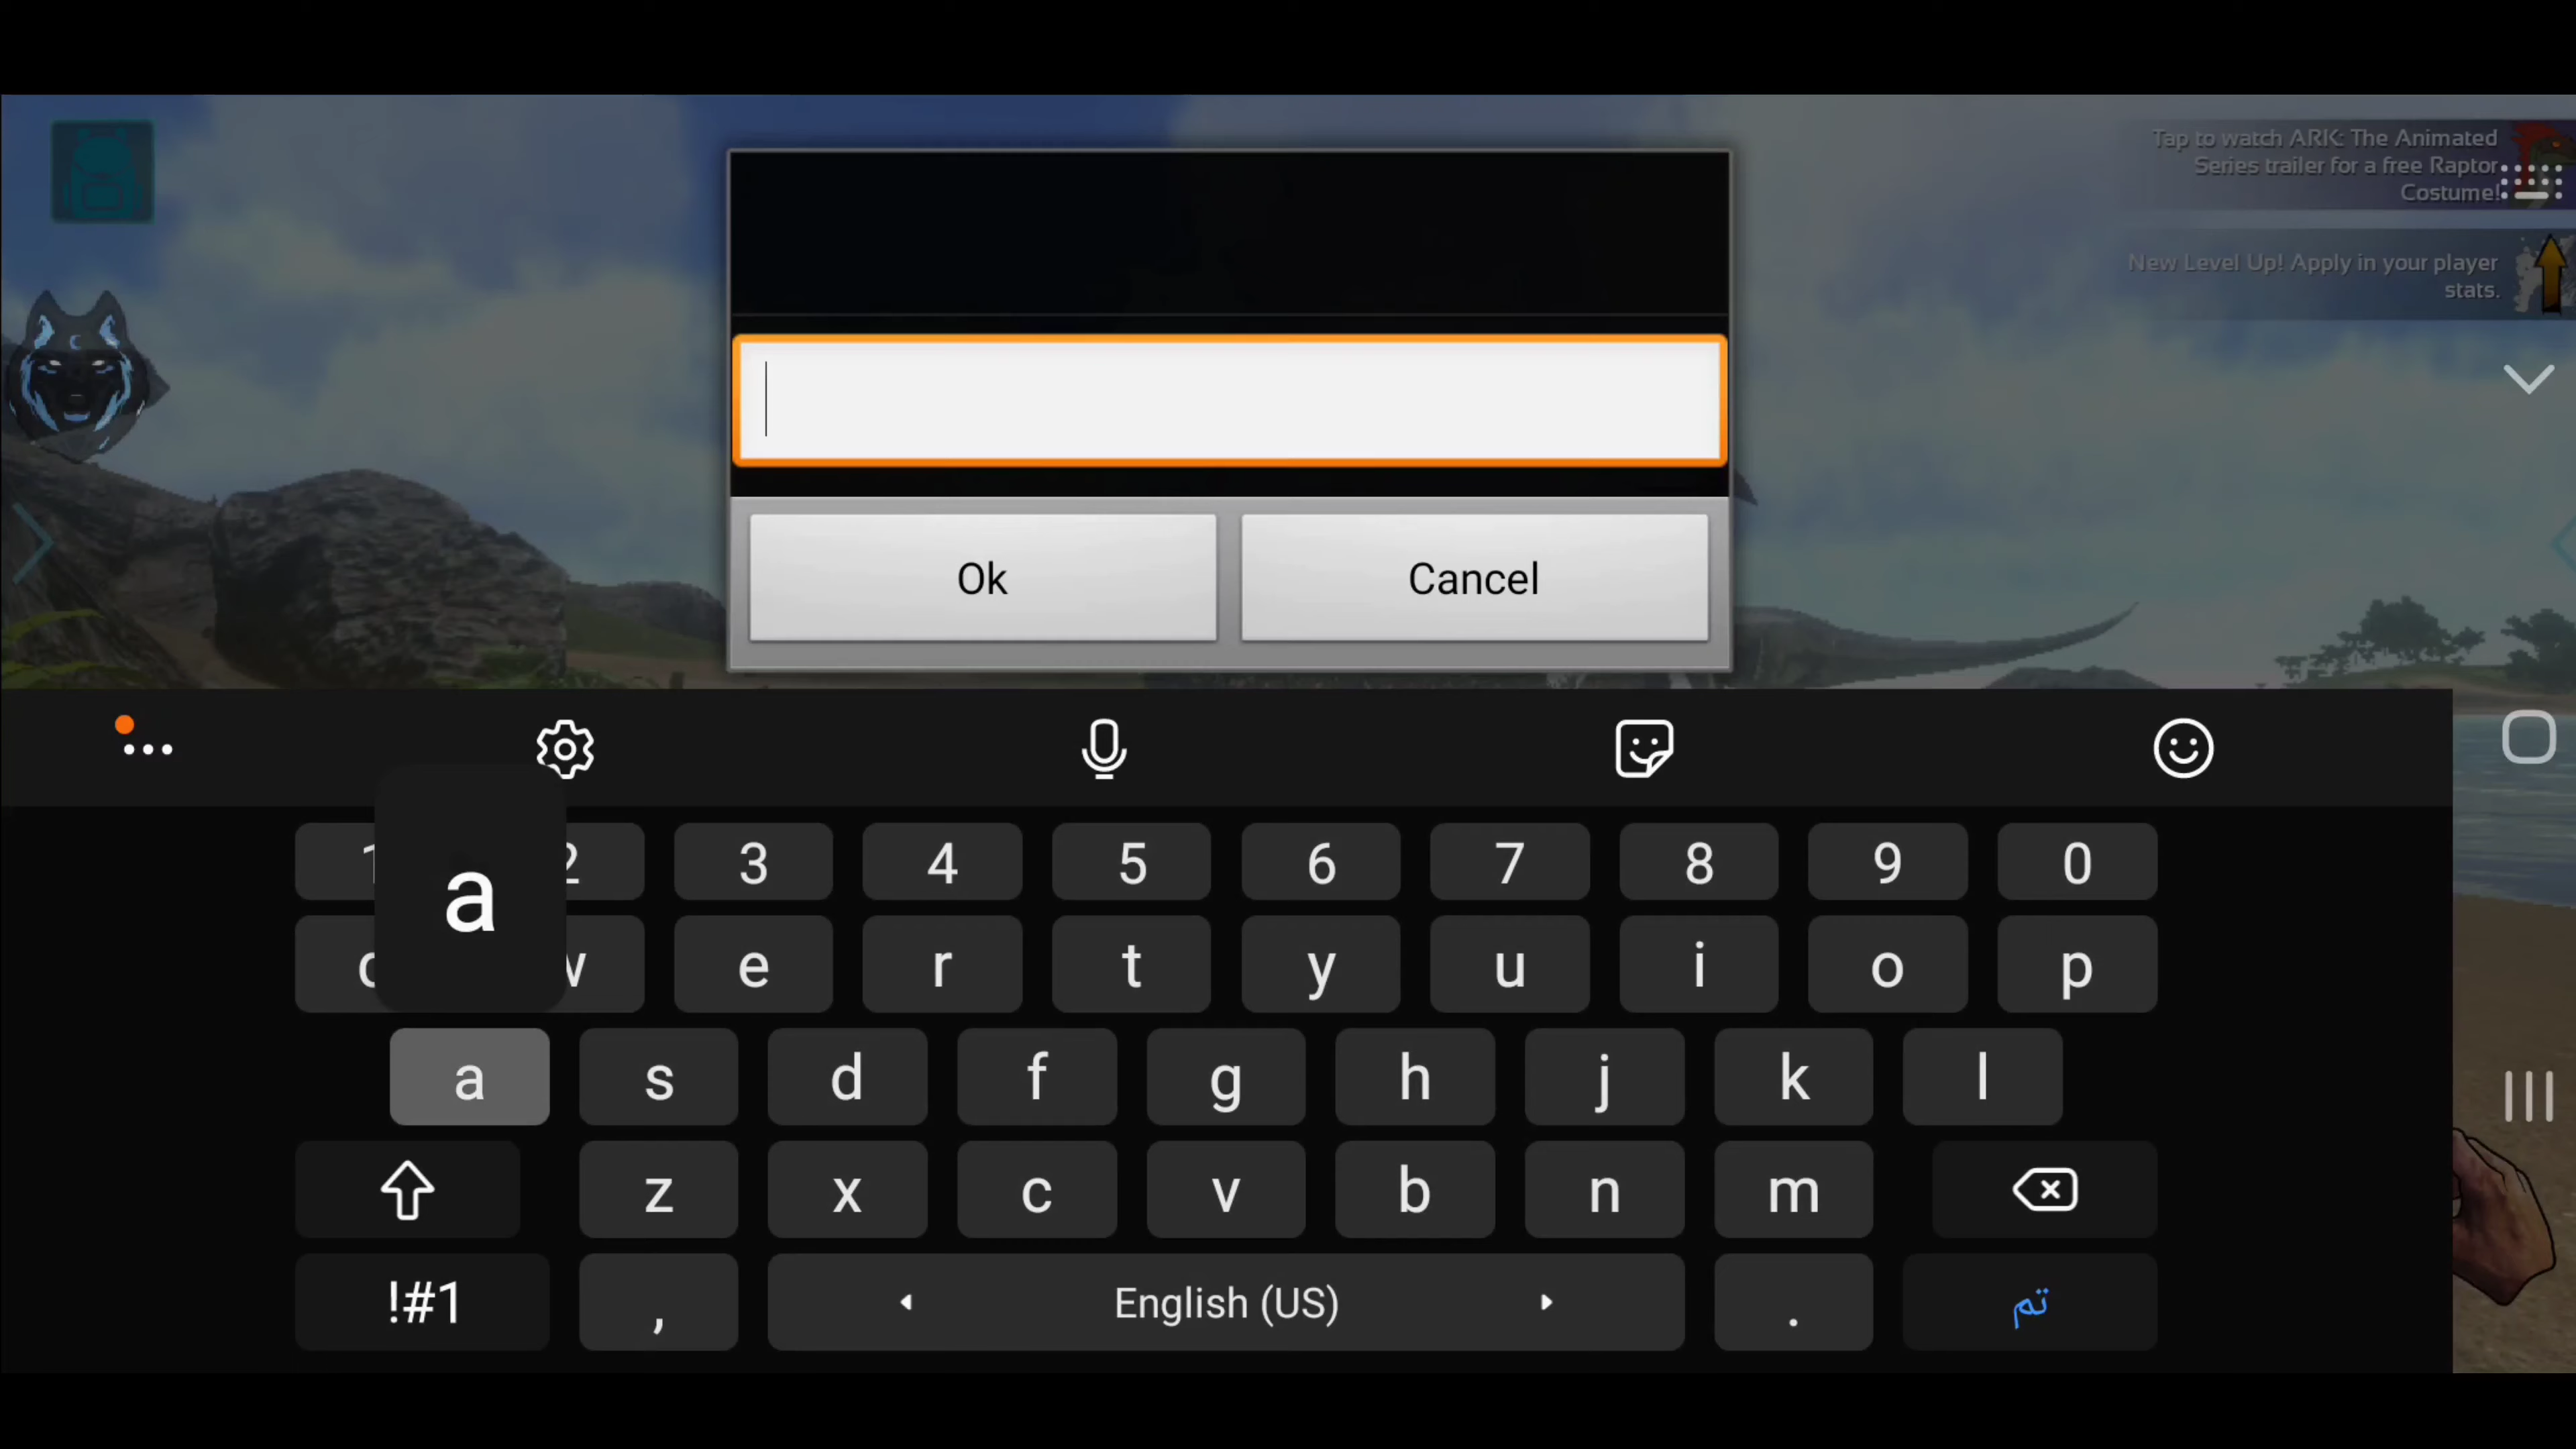 Tap to watch ARK: The Animated
Series trailer for a free Raptor
Costume!
New Level Up! Apply in your player
stats.
Ok
Cancel
a
3 4 5 6 7 8 9 0
e r t y u i o p
a s d f g h j k l
z x c v b n m
!#1 , English (US) . تم